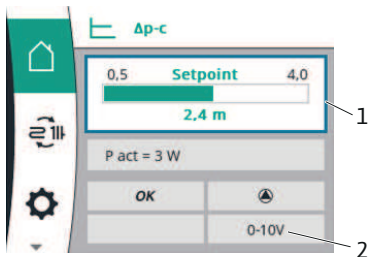 Δp-c
0,5 Setpoint 4,0
2,4 m
1
P act = 3 W
OK
0-10V
2